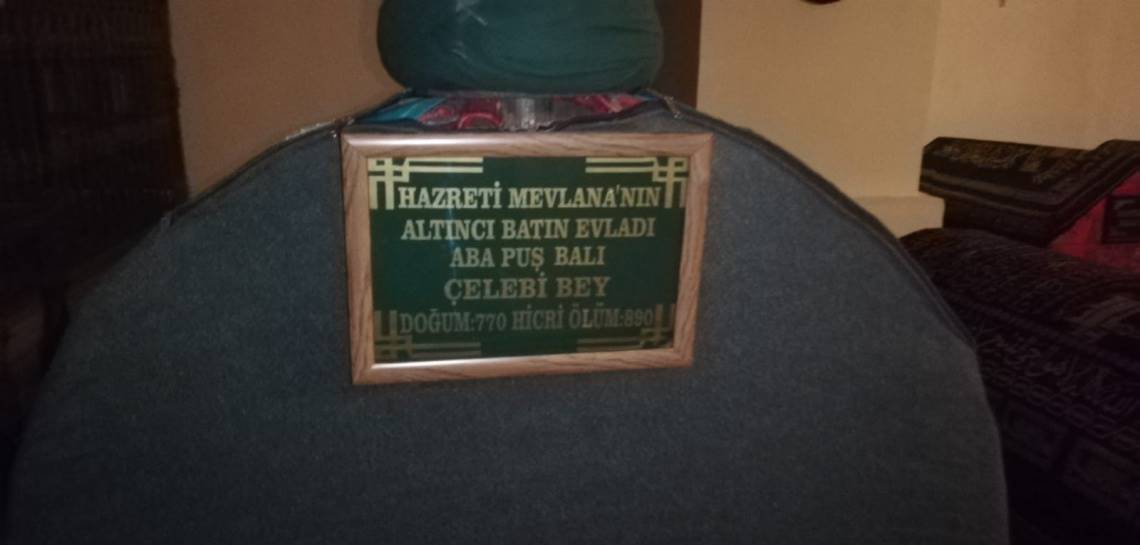 HAZRETİ MEVLANA'NIN
ALTINCI BATIN EVLADI
ABA PUŞ BALI
ÇELEBİ BEY
DOĞUM:770 HİCRİ ÖLÜM:890